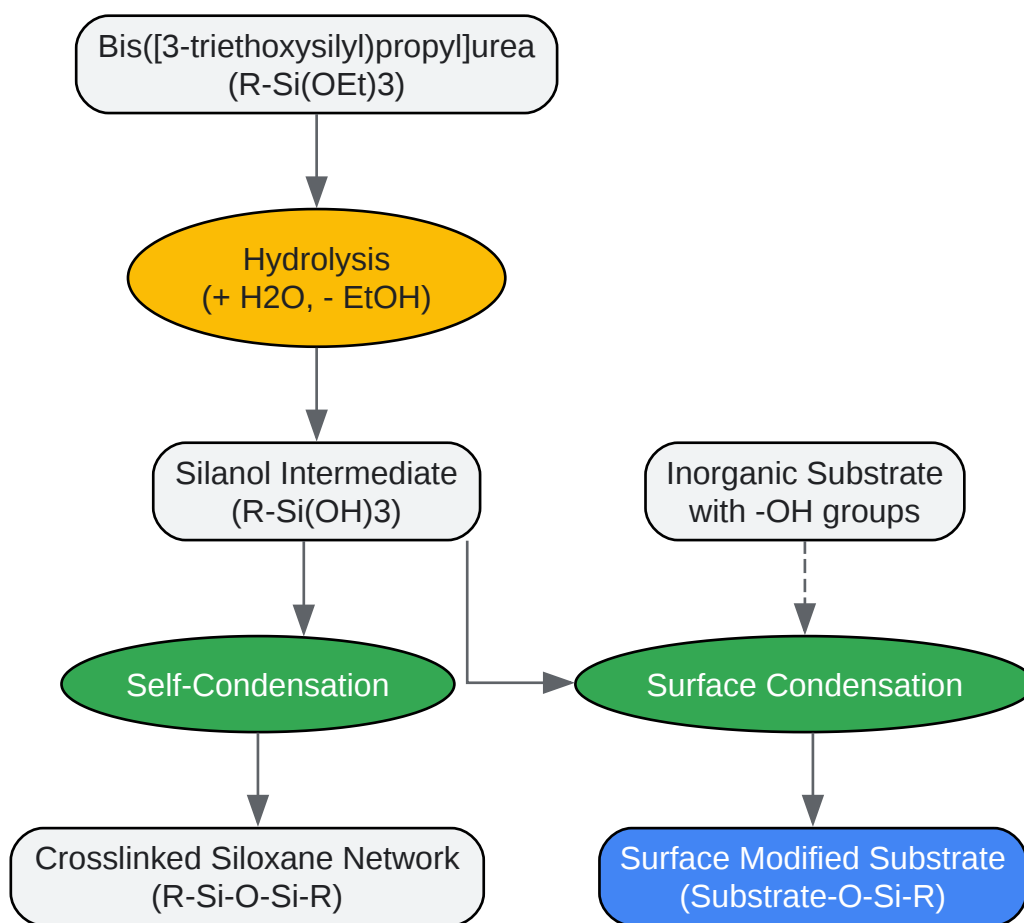 Bis([3-triethoxysilyl)propyl]urea
(R-Si(OEt)3)
Hydrolysis
(+ H2O, - EtOH)
Silanol Intermediate
(R-Si(OH)3)
Inorganic Substrate
with -OH groups
Self-Condensation
Surface Condensation
Crosslinked Siloxane Network
(R-Si-O-Si-R)
Surface Modified Substrate
(Substrate-O-Si-R)